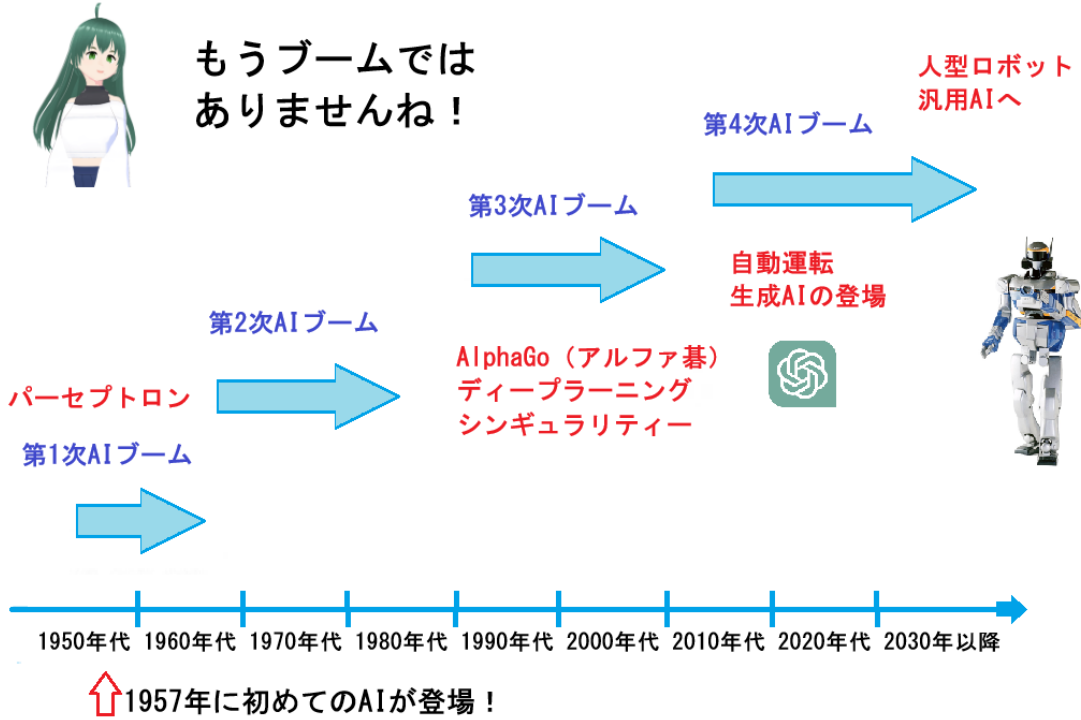 もうブームでは
ありませんね！
人型ロボット
汎用AIへ
第4次AIブーム
第3次AIブーム
自動運転
生成AIの登場
第2次AIブーム
AlphaGo（アルファ碁）
ディープラーニング
シンギュラリティー
パーセプトロン
第1次AIブーム
1950年代 1960年代 1970年代 1980年代 1990年代 2000年代 2010年代 2020年代 2030年以降
1957年に初めてのAIが登場！